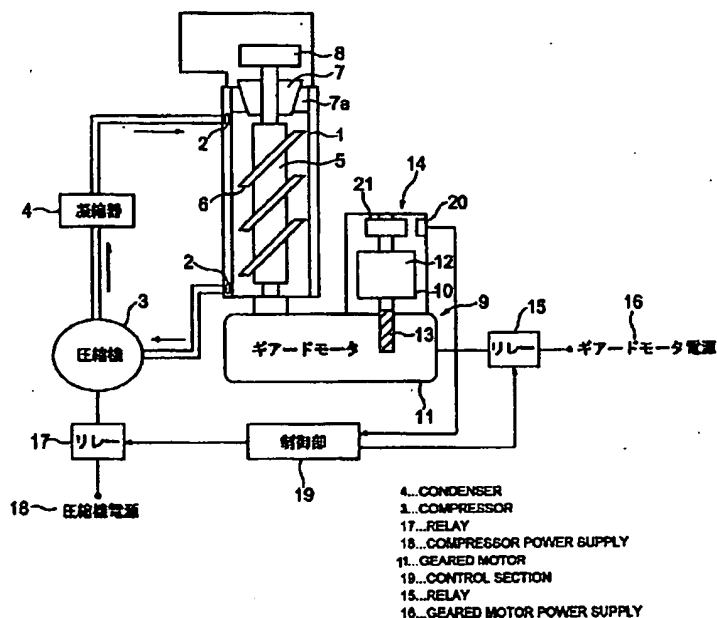 8
7
7a
2
1
5
6
4
凝縮器
14
21
20
12
10
2
9
3
圧縮機
13
ギアードモータ
15
リレー
16
ギアードモータ電源
11
17
リレー
制御部
19
18
圧縮機電源
4...CONDENSER
3...COMPRESSOR
17...RELAY
18...COMPRESSOR POWER SUPPLY
11...GEARED MOTOR
19...CONTROL SECTION
15...RELAY
16...GEARED MOTOR POWER SUPPLY